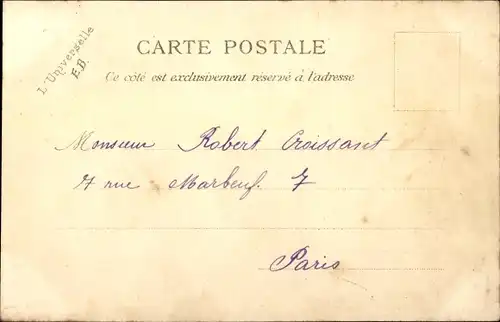 L'Universelle
E.B.
CARTE POSTALE
Ce côté est exclusivement réservé à l'adresse
Monsieur Robert Croissant
7 rue Marbeuf. 7
Paris